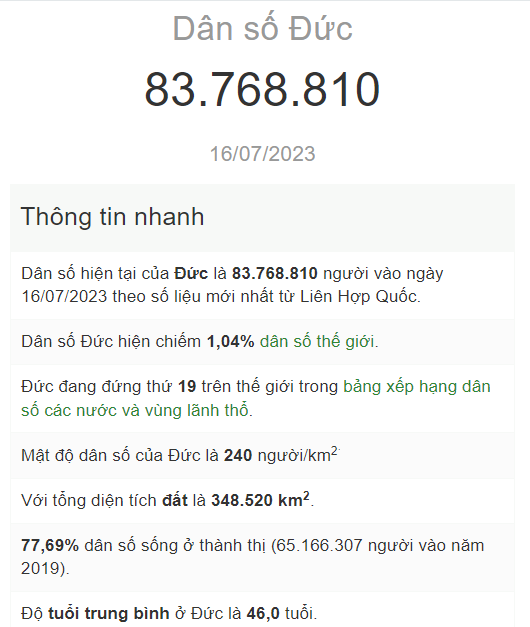 Dân số Đức
83.768.810
16/07/2023
Thông tin nhanh
Dân số hiện tại của Đức là 83.768.810 người vào ngày
16/07/2023 theo số liệu mới nhất từ Liên Hợp Quốc.
Dân số Đức hiện chiếm 1,04% dân số thế giới.
Đức đang đứng thứ 19 trên thế giới trong bảng xếp hạng dân
số các nước và vùng lãnh thổ.
Mật độ dân số của Đức là 240 người/km²
Với tổng diện tích đất là 348.520 km².
77,69% dân số sống ở thành thị (65.166.307 người vào năm
2019).
Độ tuổi trung bình ở Đức là 46,0 tuổi.